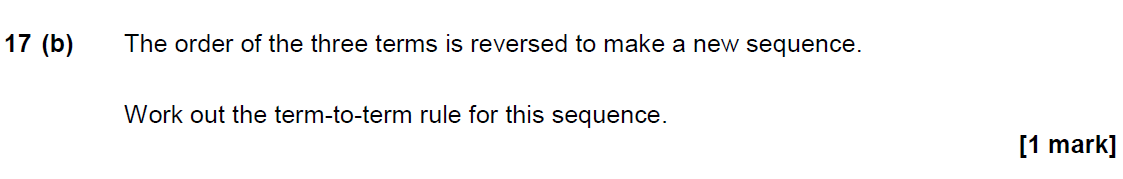 17 (b) The order of the three terms is reversed to make a new sequence.
Work out the term-to-term rule for this sequence.
[1 mark]